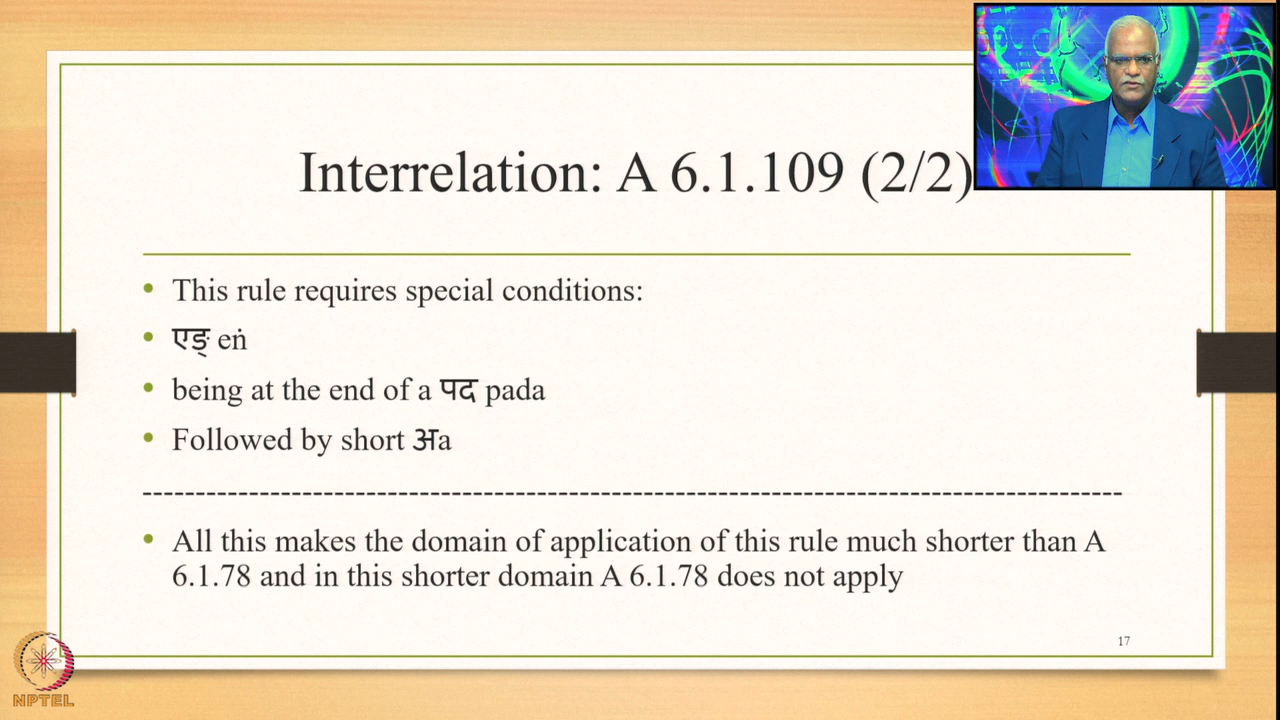 Interrelation: A 6.1.109 (2/2)
• This rule requires special conditions:
• एङ् eṅ
• being at the end of a पद pada
• Followed by short अa
---------------------------------------------------------------------------------------------
• All this makes the domain of application of this rule much shorter than A
6.1.78 and in this shorter domain A 6.1.78 does not apply
17
NPTEL